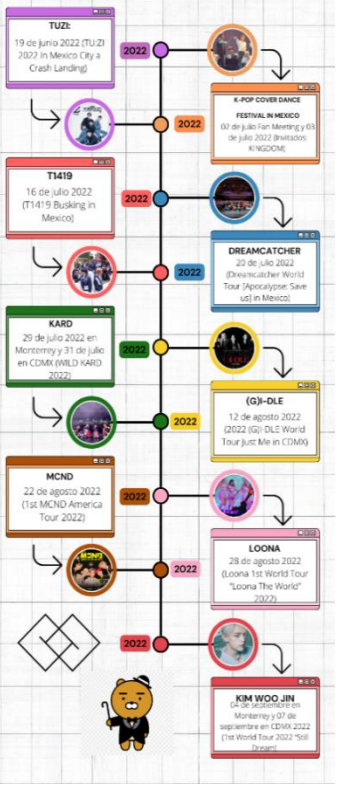 TUZI:
19 de junio 2022 (TU:ZI
2022 In Mexico City a
Crash Landing)
2022
K-POP COVER DANCE
FESTIVAL IN MEXICO
02 de julio Fan Meeting y 03
de julio 2022 (Invitados:
KINGDOM)
2022
T1419
16 de julio 2022
(T1419 Busking in
Mexico)
2022
DREAMCATCHER
20 de julio 2022
(Dreamcatcher World
Tour [Apocalypse: Save
us] in Mexico)
2022
KARD
29 de julio 2022 en
Monterrey y 31 de julio
en CDMX (WILD KARD
2022)
2022
(G)I-DLE
12 de agosto 2022
(2022 (G)I-DLE World
Tour Just Me in CDMX)
2022
MCND
22 de agosto 2022
(1st MCND America
Tour 2022)
2022
LOONA
28 de agosto 2022
(Loona 1st World Tour
"Loona The World"
2022)
MCND
2022
2022
KIM WOO JIN
04 de septiembre en
Monterrey y 07 de
septiembre en CDMX 2022
(1st World Tour 2022 "Still
Dream)